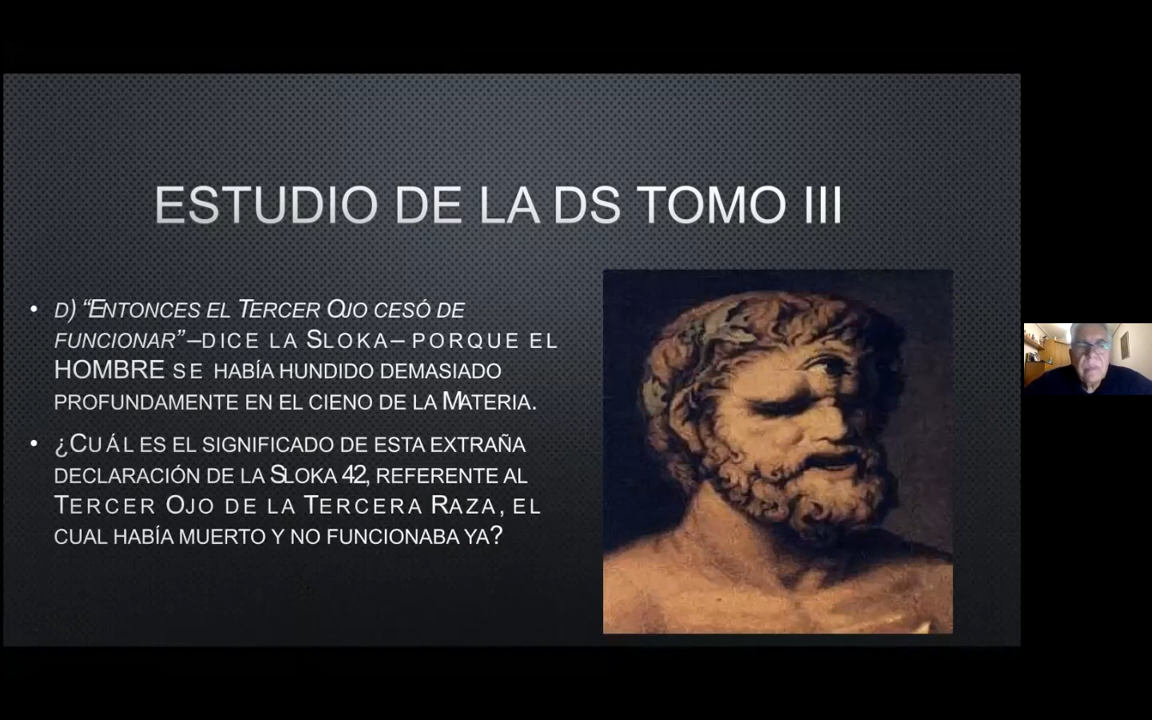 ESTUDIO DE LA DS TOMO III
• D) “ENTONCES EL TERCER OJO CESÓ DE
FUNCIONAR” –DICE LA SLOKA– PORQUE EL
HOMBRE SE HABÍA HUNDIDO DEMASIADO
PROFUNDAMENTE EN EL CIENO DE LA MATERIA.
• ¿CUÁL ES EL SIGNIFICADO DE ESTA EXTRAÑA
DECLARACIÓN DE LA SLOKA 42, REFERENTE AL
TERCER OJO DE LA TERCERA RAZA, EL
CUAL HABÍA MUERTO Y NO FUNCIONABA YA?